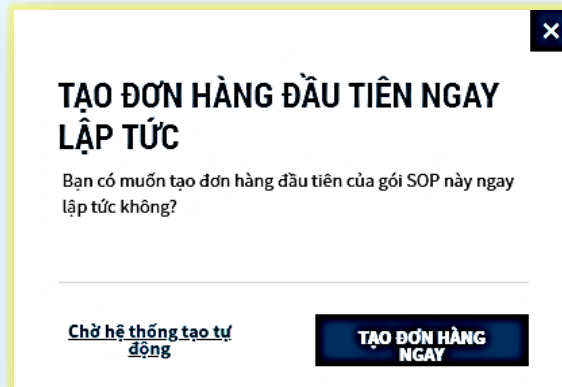 TẠO ĐƠN HÀNG ĐẦU TIÊN NGAY
LẬP TỨC
Bạn có muốn tạo đơn hàng đầu tiên của gói SOP này ngay
lập tức không?
Chờ hệ thống tạo tự
động
TẠO ĐƠN HÀNG
NGAY